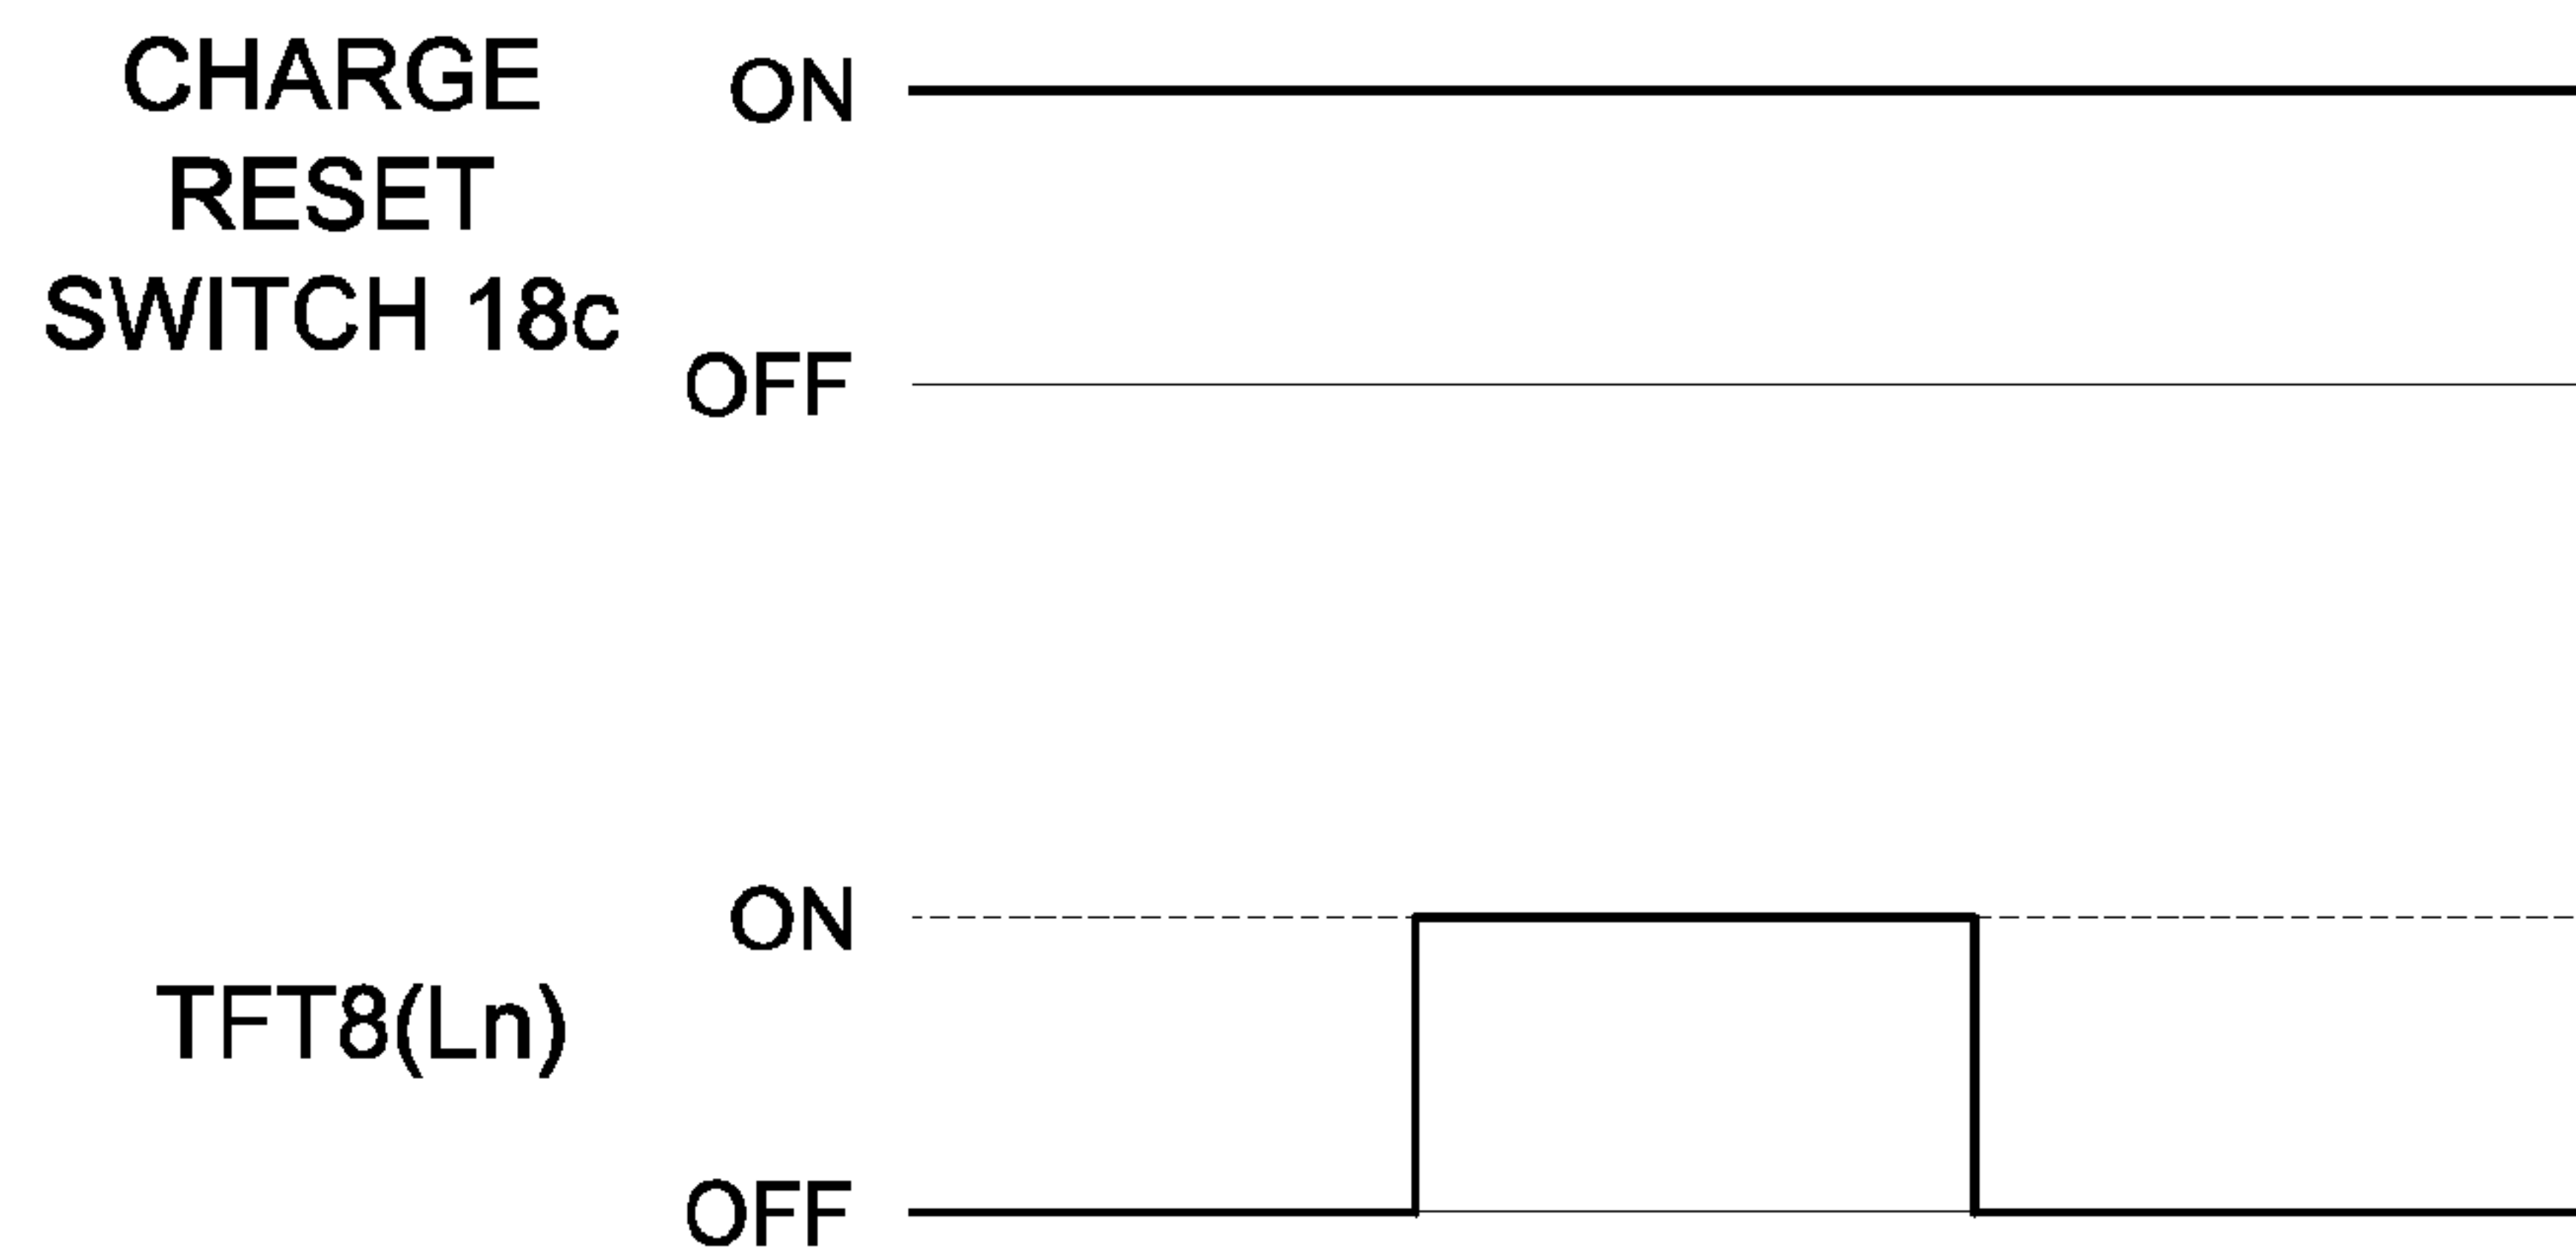 CHARGE
RESET
SWITCH 18c
ON
OFF
TFT8(Ln)
ON
OFF